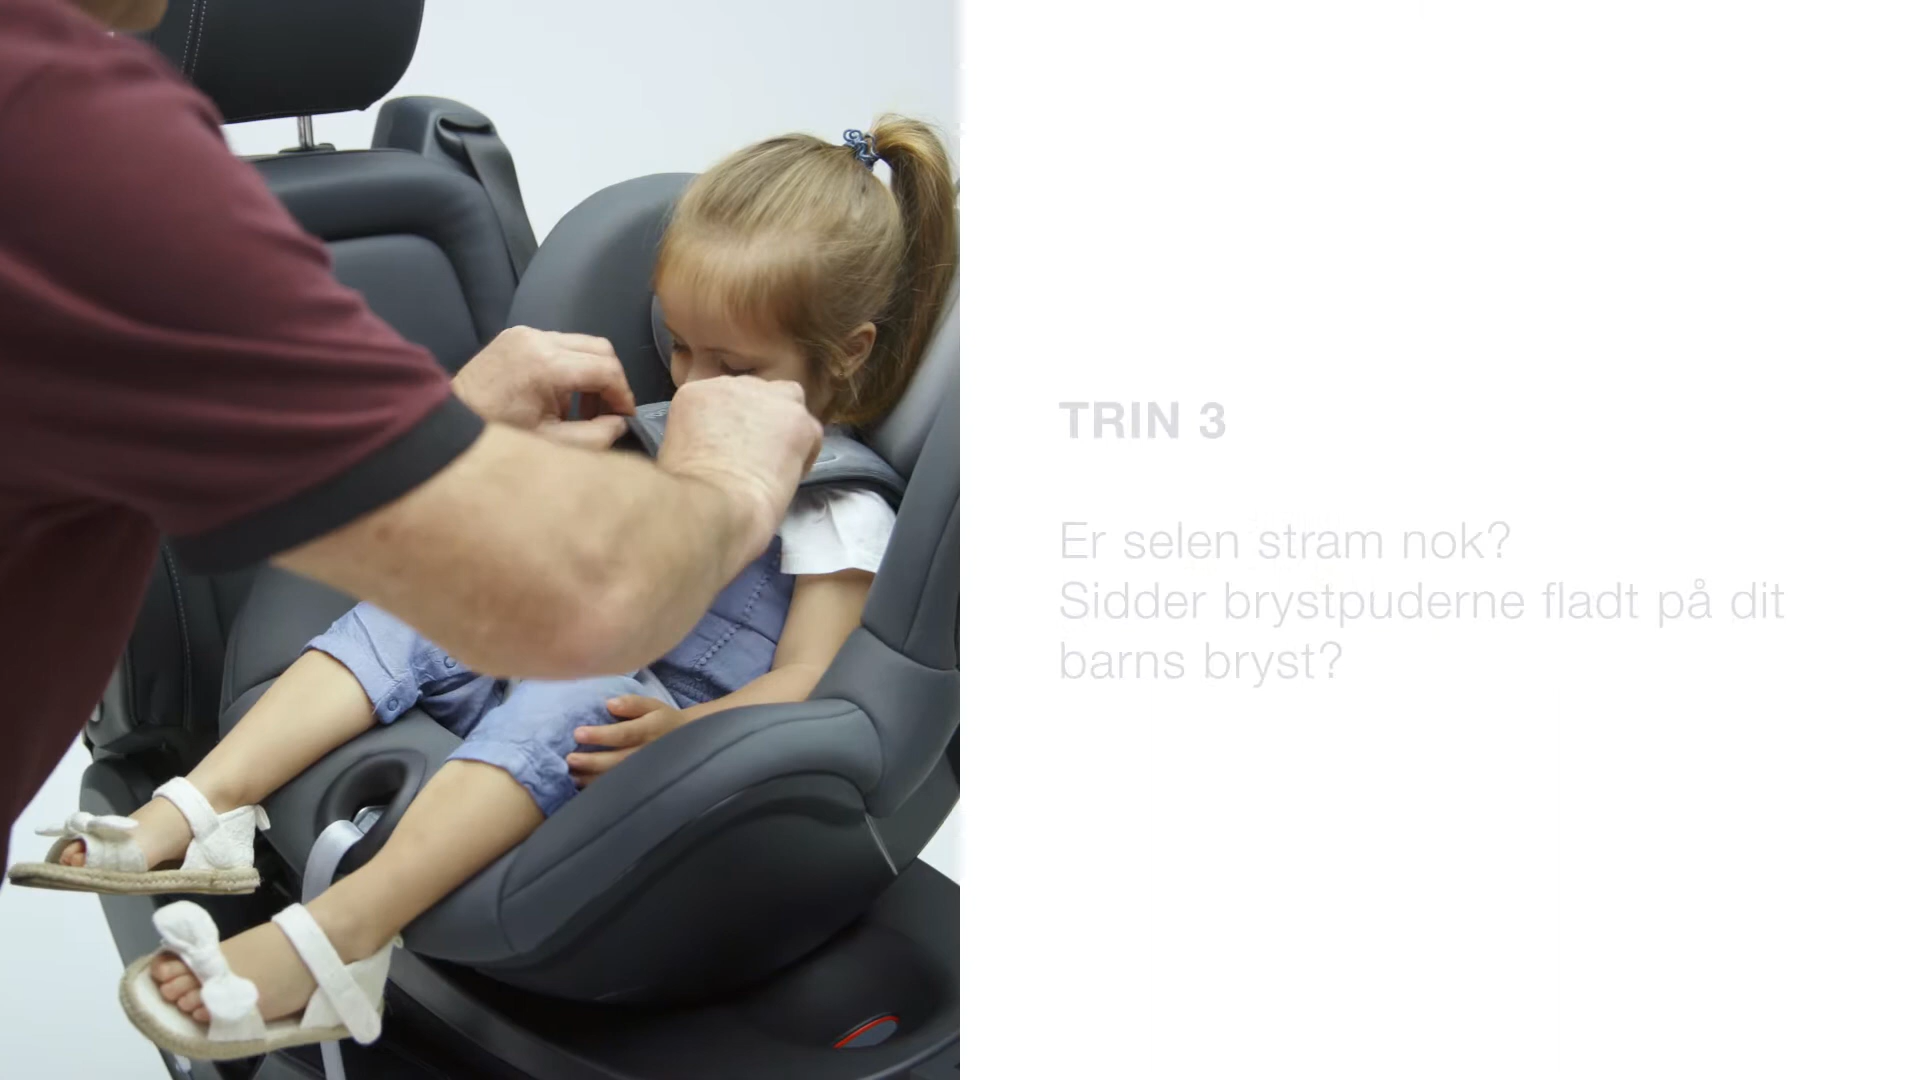 TRIN 3
Er selen stram nok?
Sidder brystpuderne fladt på dit
barns bryst?